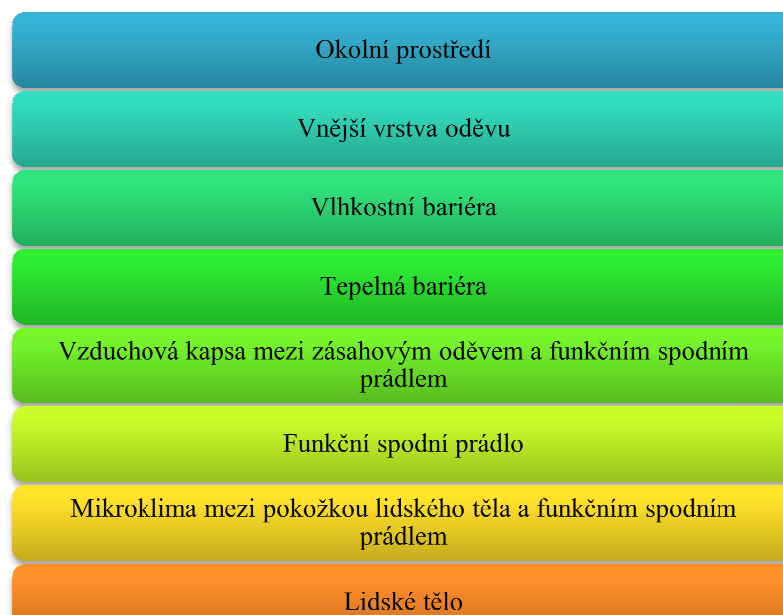 Okolní prostředí
Vnější vrstva oděvu
Vlhkostní bariéra
Tepelná bariéra
Vzduchová kapsa mezi zásahovým oděvem a funkčním spodním
prádlem
Funkční spodní prádlo
Mikroklima mezi pokožkou lidského těla a funkčním spodním
prádlem
Lidské tělo